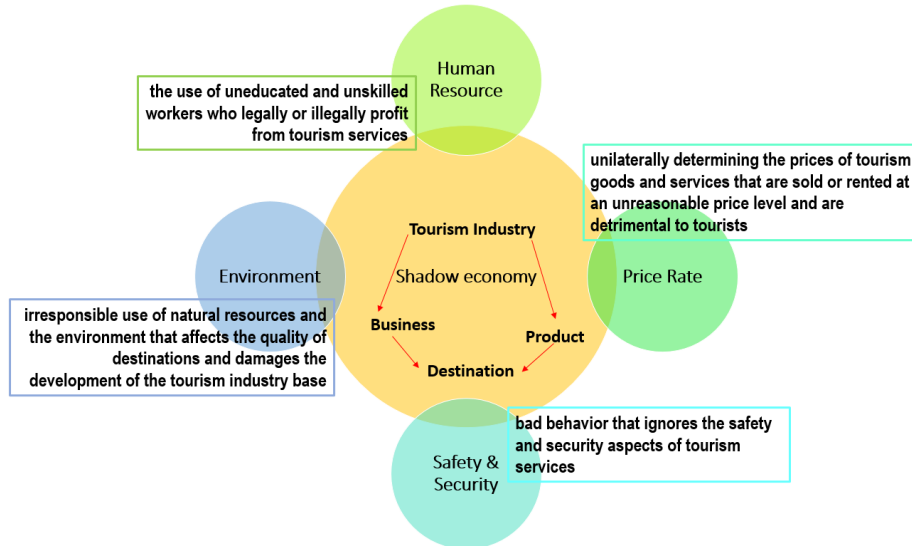 Human
Resource
the use of uneducated and unskilled
workers who legally or illegally profit
from tourism services
unilaterally determining the prices of tourism
goods and services that are sold or rented at
an unreasonable price level and are
detrimental to tourists
Tourism Industry
Environment
Shadow economy
Price Rate
irresponsible use of natural resources and
the environment that affects the quality of
destinations and damages the
development of the tourism industry base
Business
Product
Destination
bad behavior that ignores the safety
and security aspects of tourism
services
Safety &
Security